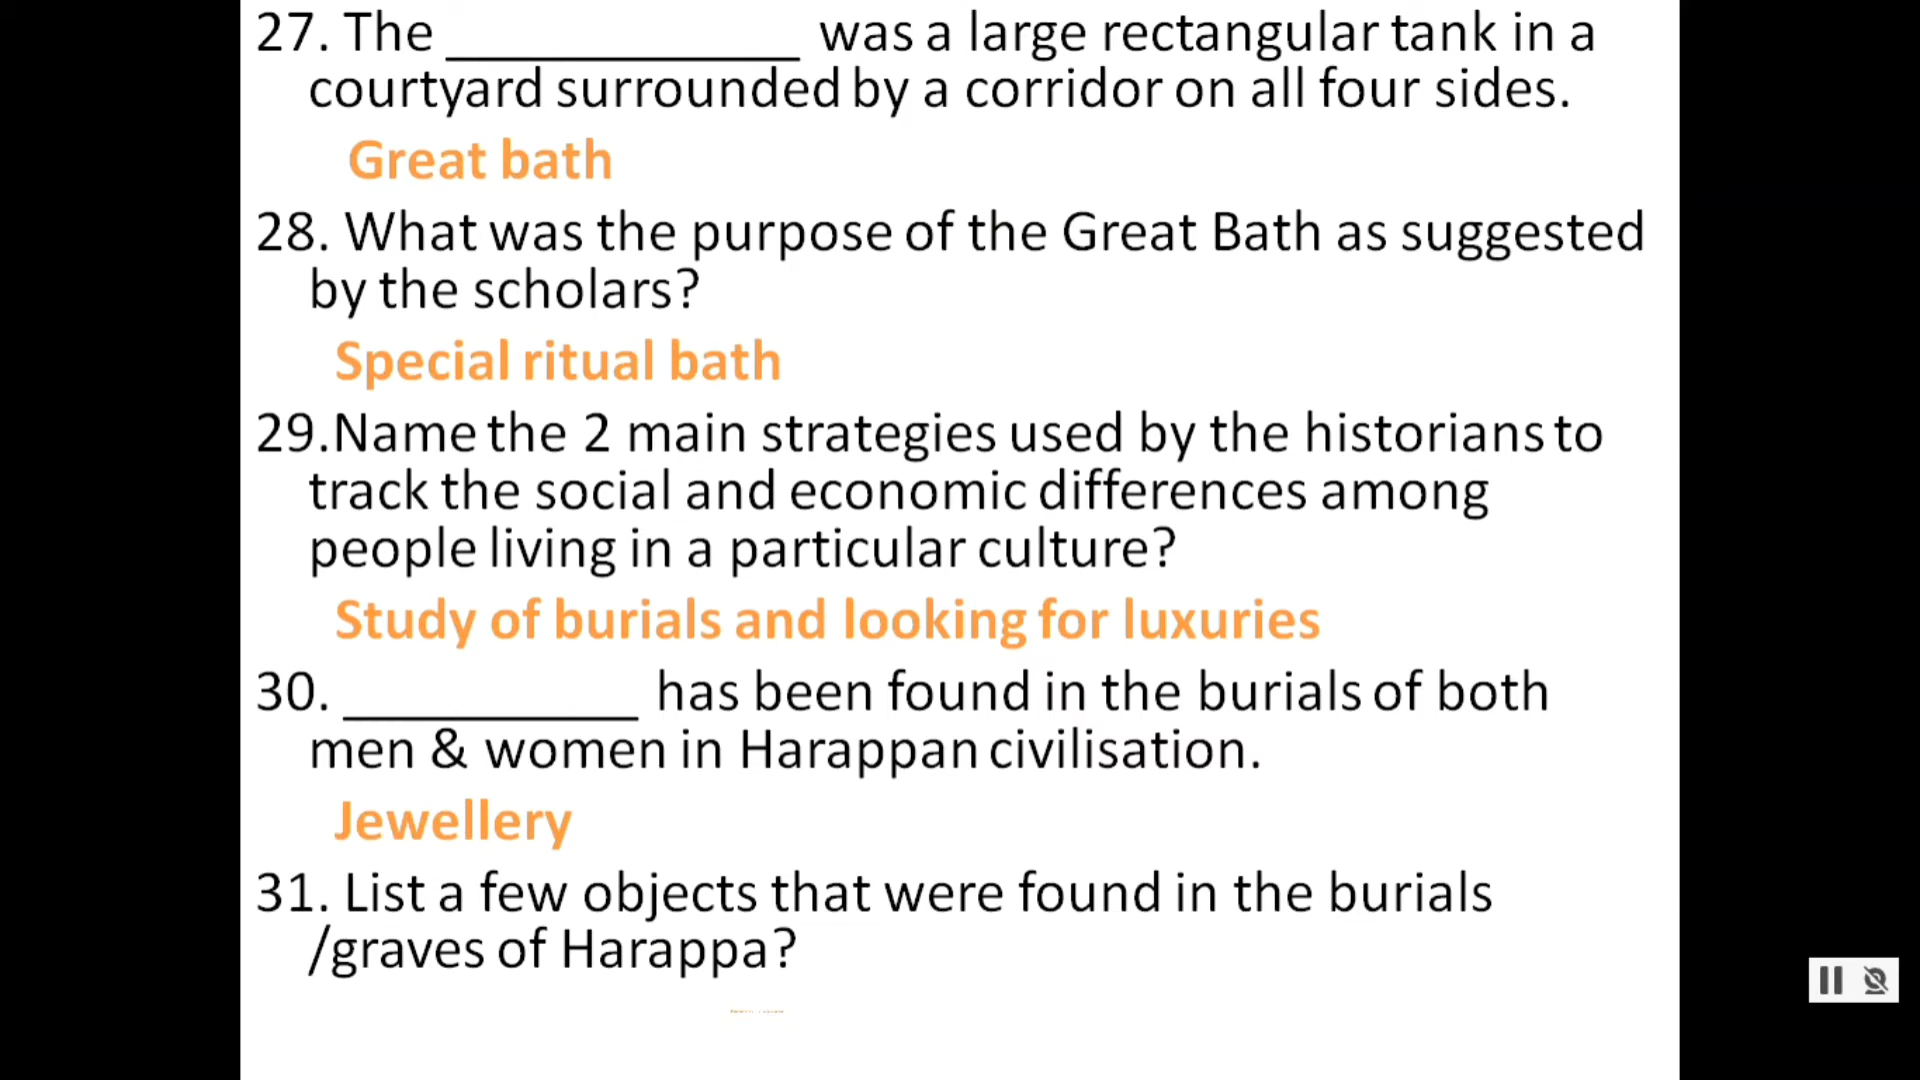 27. The ____________ was a large rectangular tank in a
courtyard surrounded by a corridor on all four sides.
Great bath
28. What was the purpose of the Great Bath as suggested
by the scholars?
Special ritual bath
29.Name the 2 main strategies used by the historians to
track the social and economic differences among
people living in a particular culture?
Study of burials and looking for luxuries
30. __________ has been found in the burials of both
men & women in Harappan civilisation.
Jewellery
31. List a few objects that were found in the burials
/graves of Harappa?